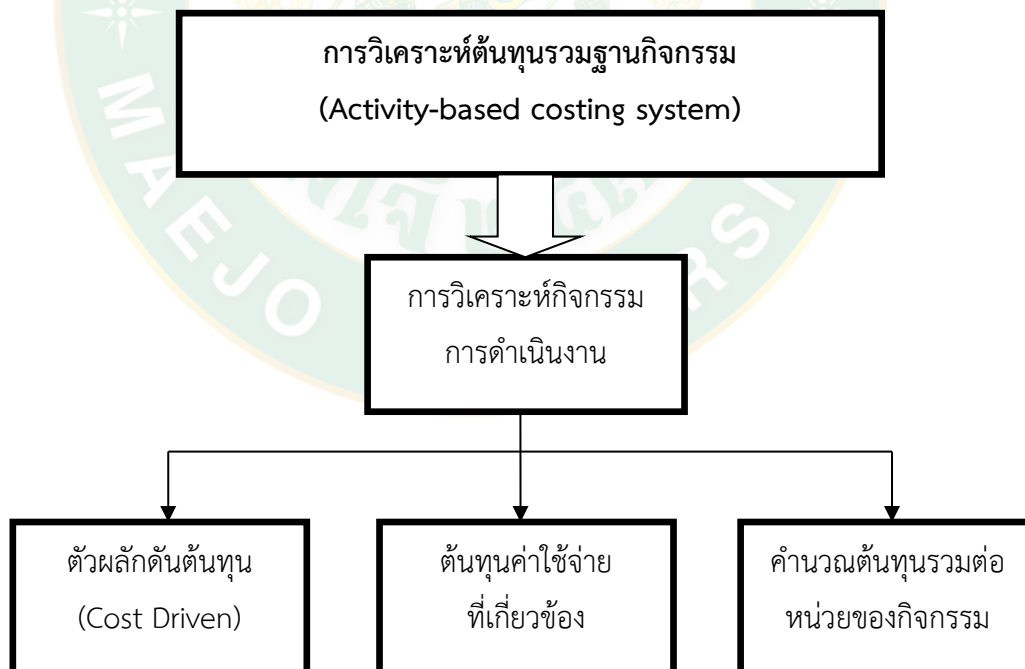 การวิเคราะห์ต้นทุนรวมฐานกิจกรรม
(Activity-based costing system)
MAEJO
การวิเคราะห์กิจกรรม
การดำเนินงาน
ตัวผลักดันต้นทุน
(Cost Driven)
ต้นทุนค่าใช้จ่าย
ที่เกี่ยวข้อง
คำนวณต้นทุนรวมต่อ
หน่วยของกิจกรรม